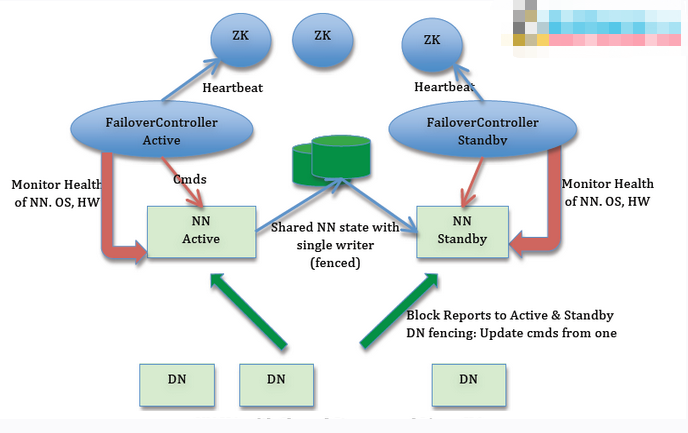 ZK
ZK
ZK
Heartbeat
Heartbeat
FailoverController
Active
FailoverController
Standby
Cmds
Monitor Health
of NN. OS, HW
Monitor Health
of NN. OS, HW
NN
Active
NN
Standby
Shared NN state with
single writer
(fenced)
Block Reports to Active & Standby
DN fencing: Update cmds from one
DN
DN
DN